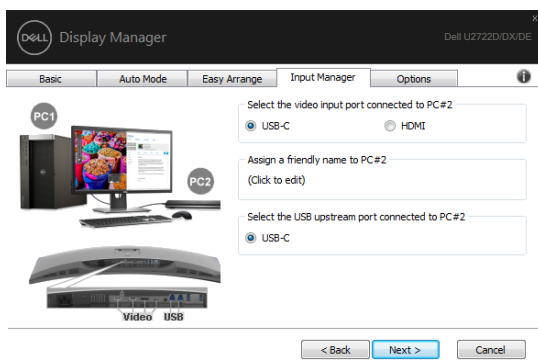 DELL Display Manager
x
Dell U2722D/DX/DE
Basic Auto Mode Easy Arrange Input Manager Options
Select the video input port connected to PC#2
USB-C HDMI
Assign a friendly name to PC#2
(Click to edit)
Select the USB upstream port connected to PC#2
USB-C
PC1
PC2
Video USB
< Back Next > Cancel